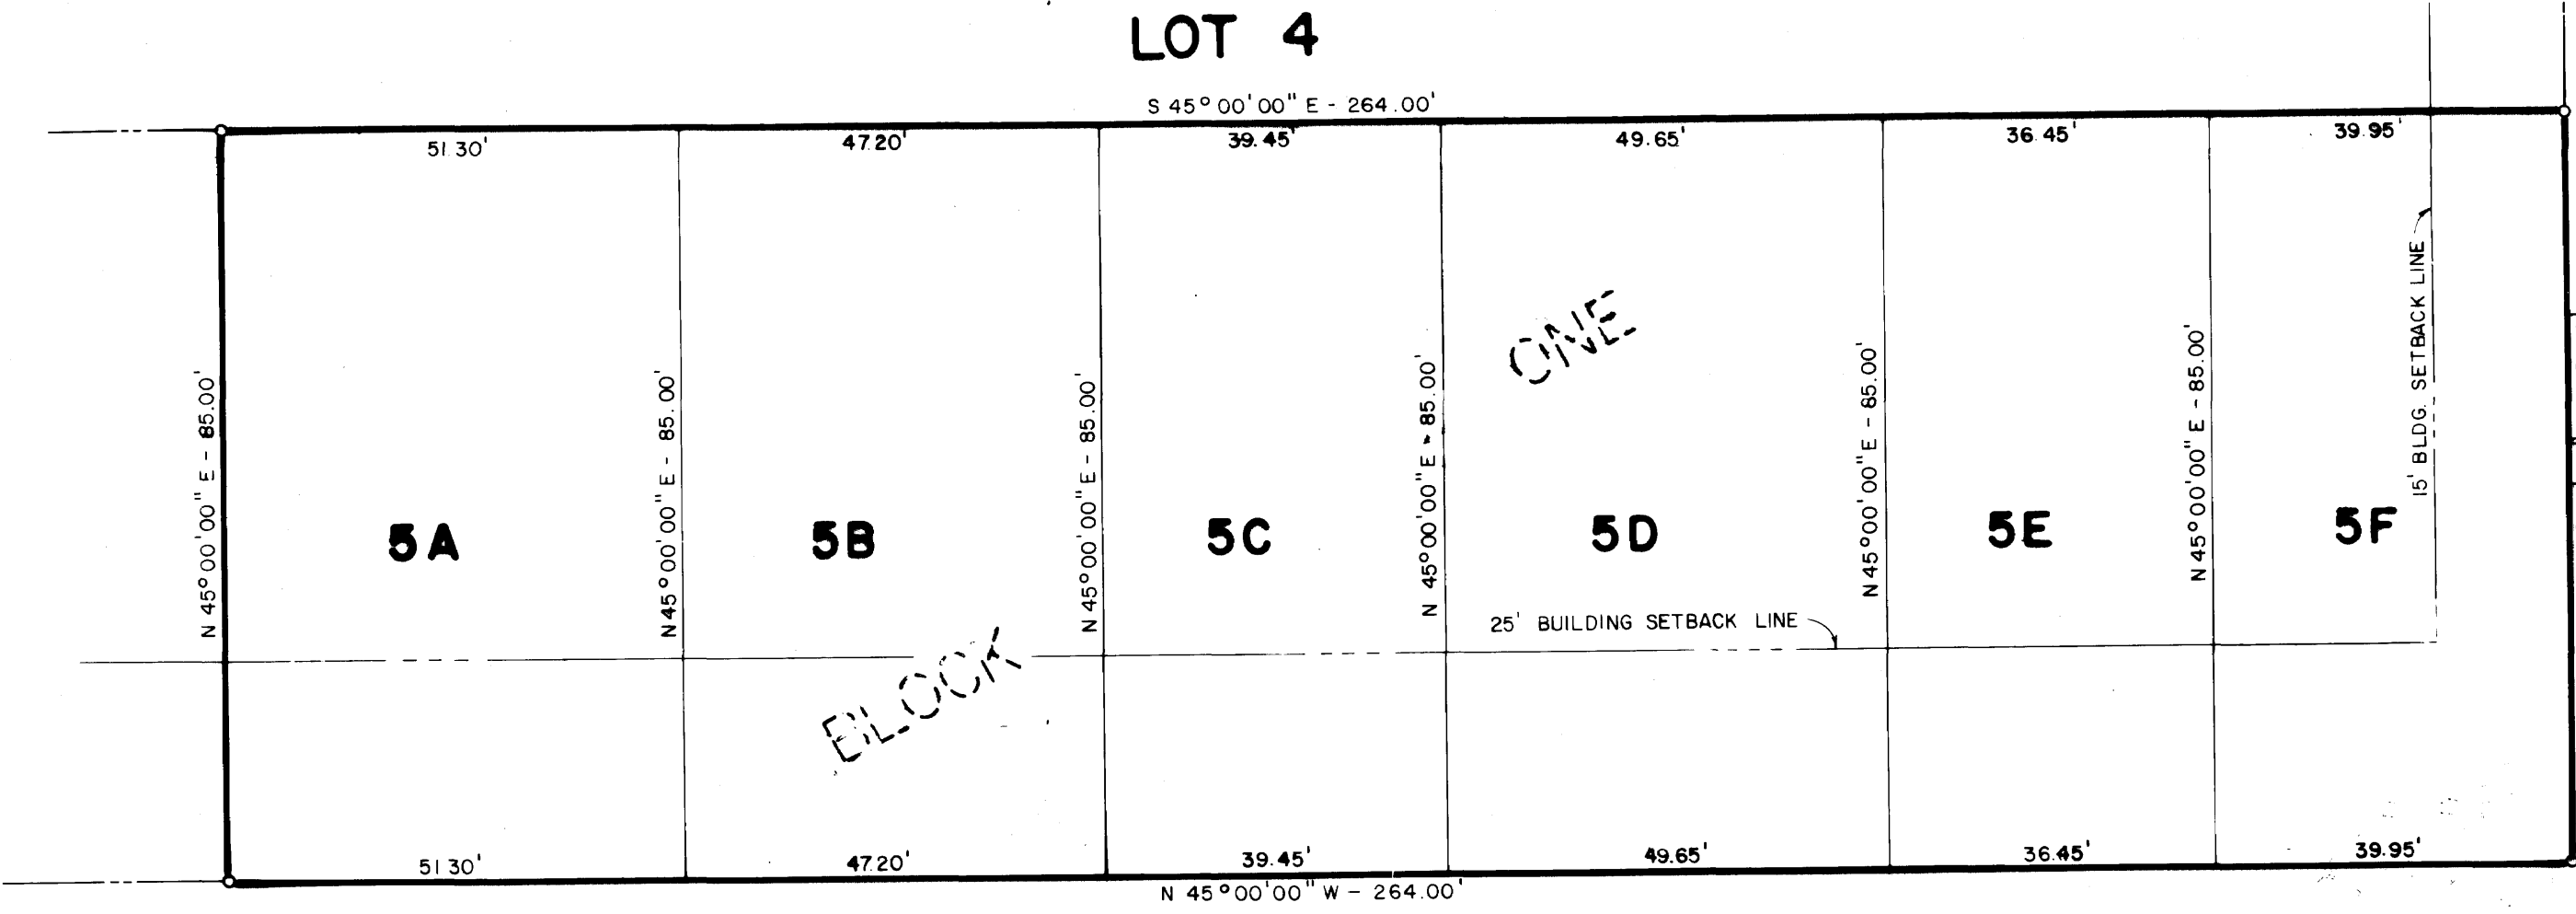 LOT 4
S 45° 00' 00" E - 264.00'
51.30'
47.20'
39.45'
49.65'
36.45'
39.95'
N 45° 00' 00" E - 85.00'
N 45° 00' 00" E - 85.00'
N 45° 00' 00" E - 85.00'
N 45° 00' 00" E - 85.00'
N 45° 00' 00" E - 85.00'
N 45° 00' 00" E - 85.00'
15' BLDG. SETBACK LINE
ONE
5A
5B
5C
5D
5E
5F
25' BUILDING SETBACK LINE
BLOCK
51.30'
47.20'
39.45'
49.65'
36.45'
39.95'
N 45° 00' 00" W - 264.00'